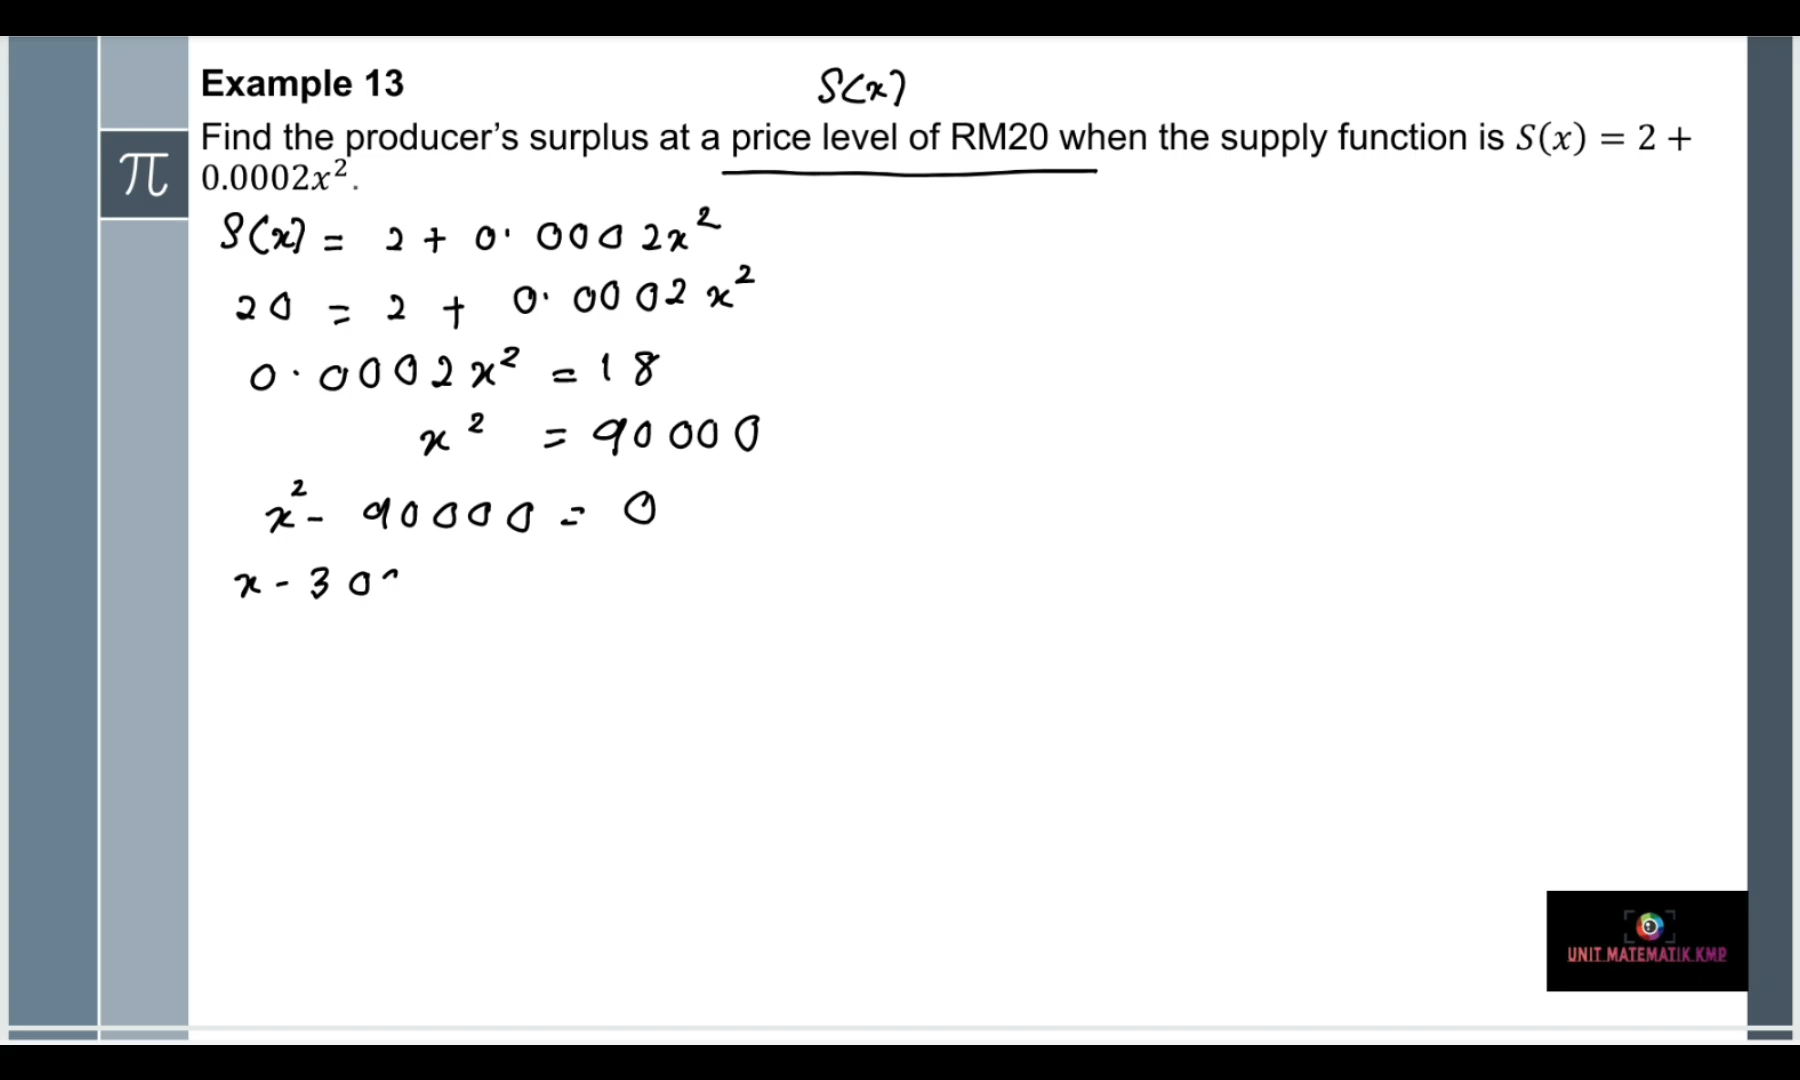 Example 13
S(x)
Find the producer’s surplus at a price level of RM20 when the supply function is S(x) = 2 +
0.0002x².
π
S(x) = 2 + 0.0002x²
20 = 2 + 0.0002x²
0.0002x² = 18
x² = 90000
x² - 90000 = 0
x - 30
UNIT MATEMATIK KMP